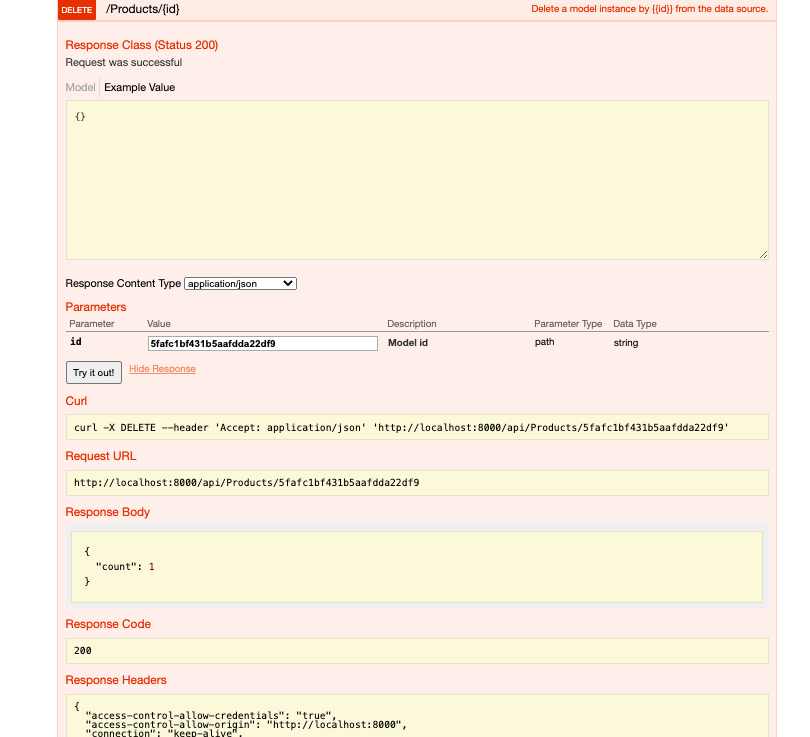 DELETE /Products/{id} Delete a model instance by {{id}} from the data source.
Response Class (Status 200)
Request was successful
Model Example Value
{}
Response Content Type application/json
Parameters
Parameter Value Description Parameter Type Data Type
id 5fafc1bf431b5aafdda22df9 Model id path string
Try it out! Hide Response
Curl
curl -X DELETE --header 'Accept: application/json' 'http://localhost:8000/api/Products/5fafc1bf431b5aafdda22df9'
Request URL
http://localhost:8000/api/Products/5fafc1bf431b5aafdda22df9
Response Body
{
"count": 1
}
Response Code
200
Response Headers
{
"access-control-allow-credentials": "true",
"access-control-allow-origin": "http://localhost:8000",
"connection": "keep-alive",